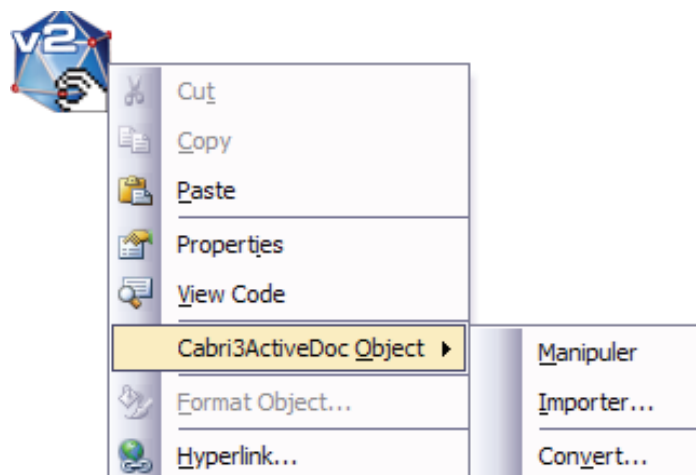 v2
Cut
Copy
Paste
Properties
View Code
Cabri3ActiveDoc Object
Manipuler
Format Object...
Importer...
Hyperlink...
Convert...